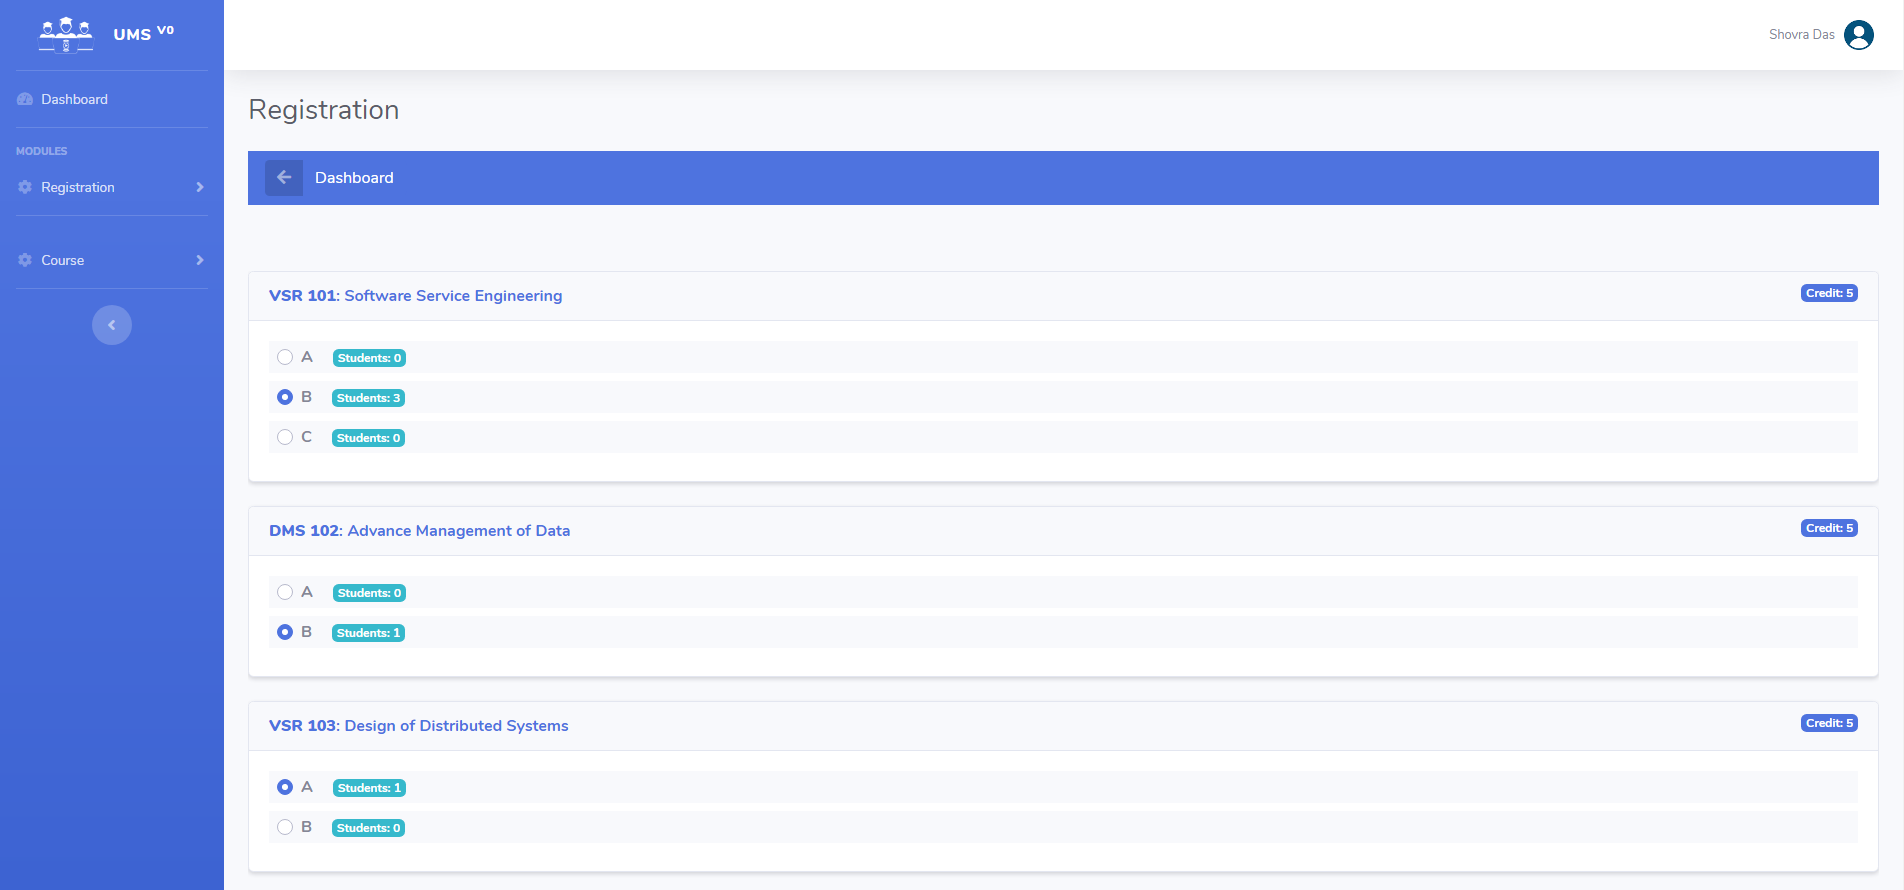 UMS V0
Shovra Das
Dashboard
MODULES
Registration
Course
Registration
Dashboard
VSR 101: Software Service Engineering
Credit: 5
A Students: 0
B Students: 3
C Students: 0
DMS 102: Advance Management of Data
Credit: 5
A Students: 0
B Students: 1
VSR 103: Design of Distributed Systems
Credit: 5
A Students: 1
B Students: 0